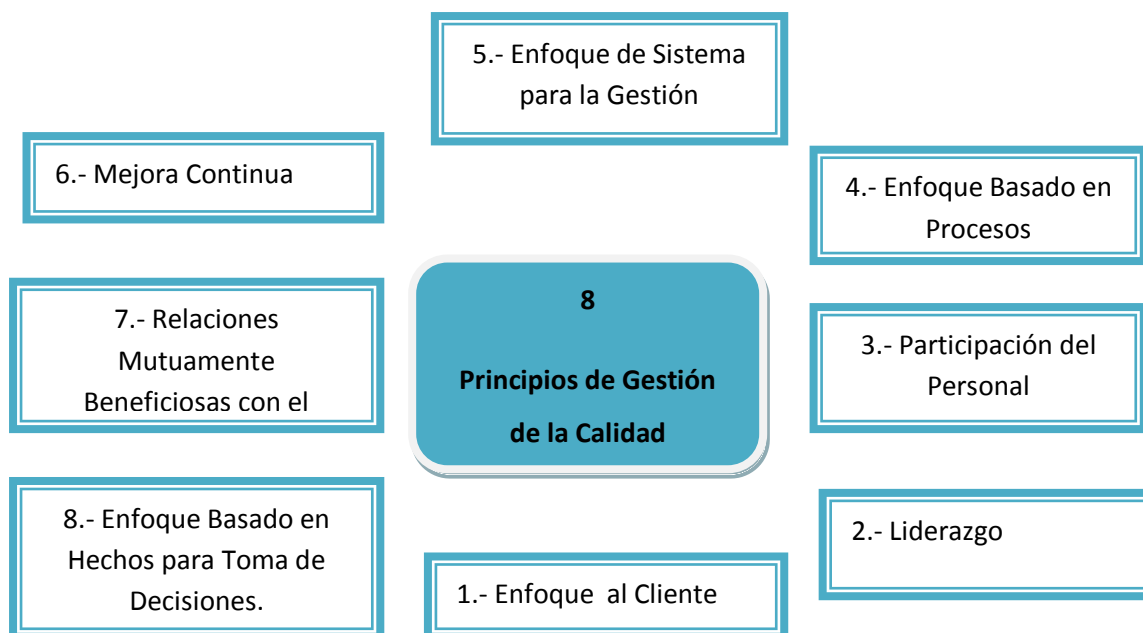 5.- Enfoque de Sistema
para la Gestión
6.- Mejora Continua
4.- Enfoque Basado en
Procesos
8
Principios de Gestión
de la Calidad
7.- Relaciones
Mutuamente
Beneficiosas con el
3.- Participación del
Personal
8.- Enfoque Basado en
Hechos para Toma de
Decisiones.
2.- Liderazgo
1.- Enfoque  al Cliente